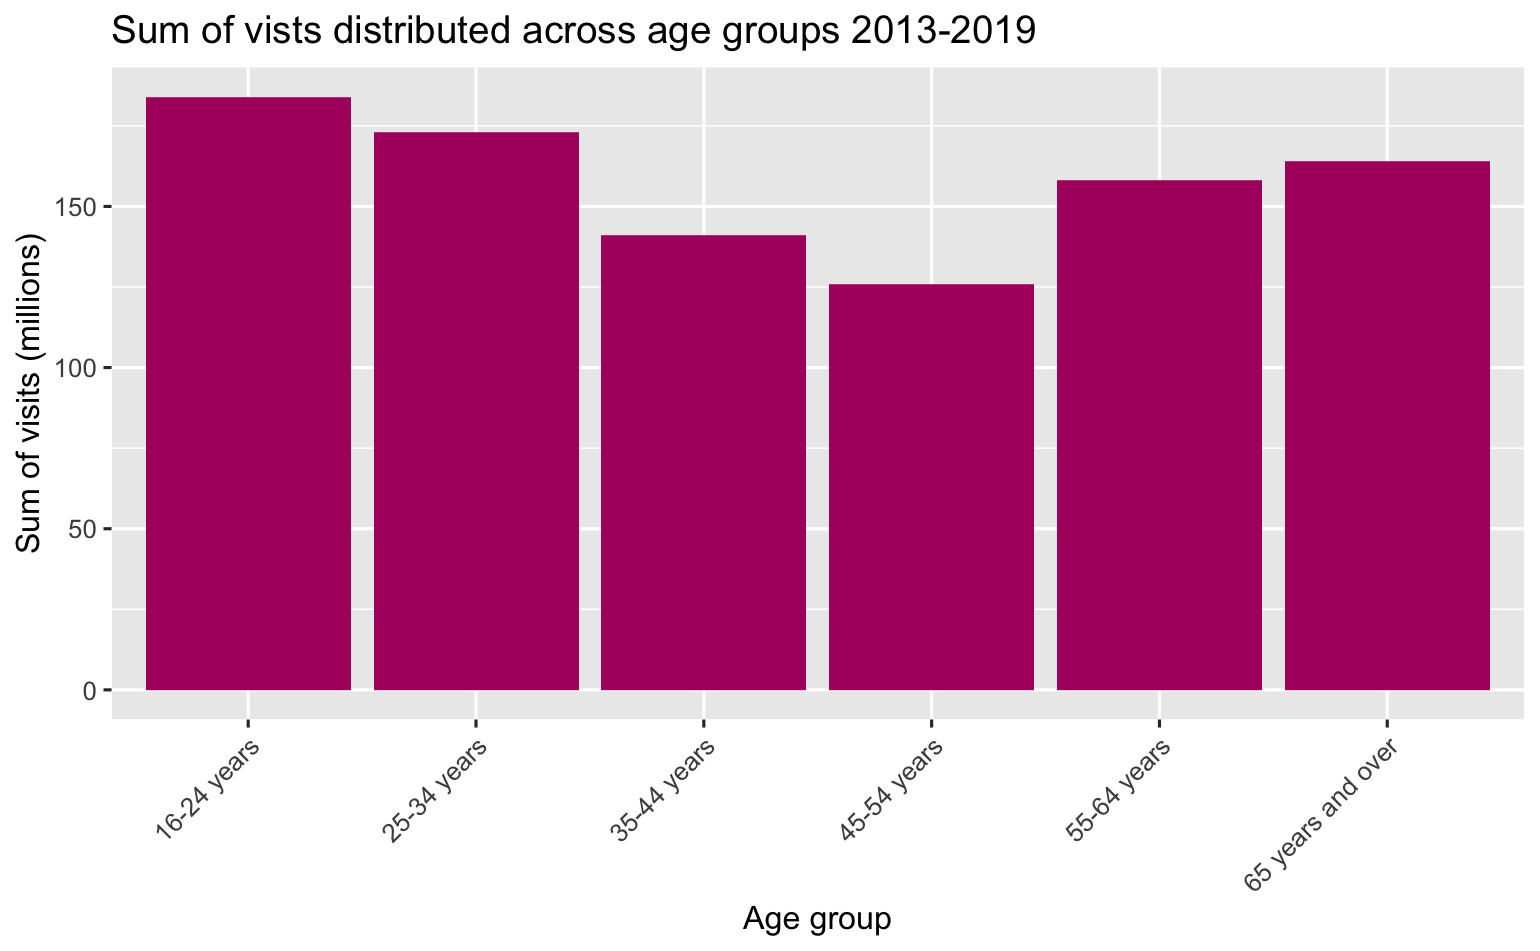 Sum of vists distributed across age groups 2013-2019
Sum of visits (millions)
150
100
50
0
16-24 years
25-34 years
35-44 years
45-54 years
55-64 years
65 years and over
Age group